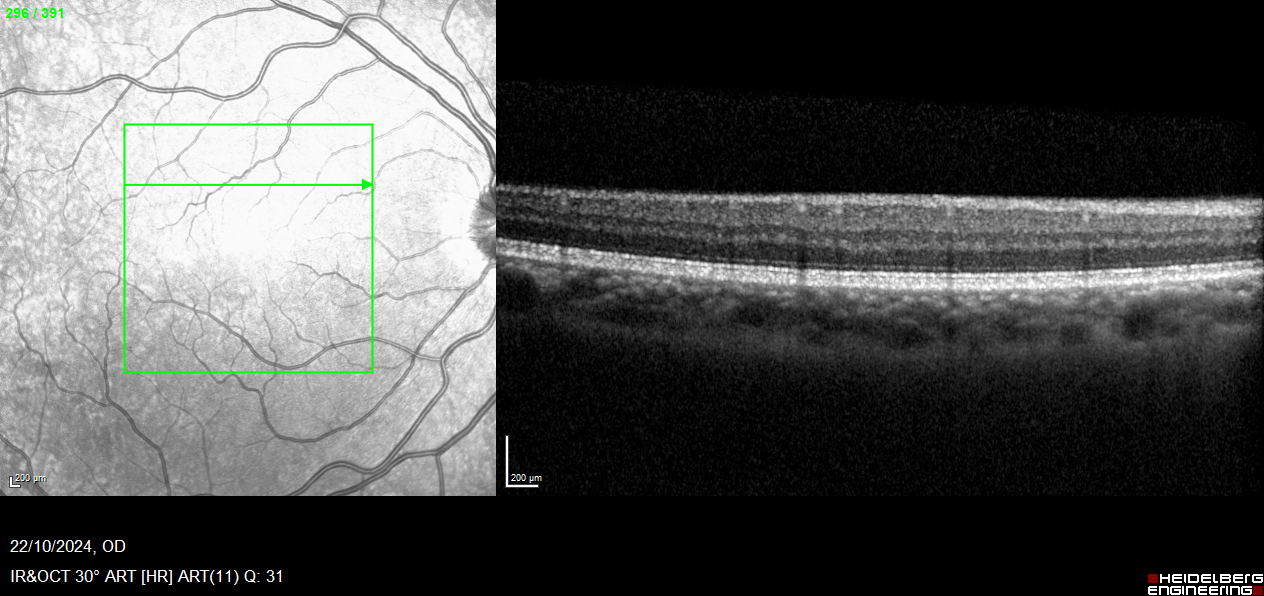 296 / 391
200 µm
200 µm
22/10/2024, OD
IR&OCT 30° ART [HR] ART(11) Q: 31
HEIDELBERG
ENGINEERING